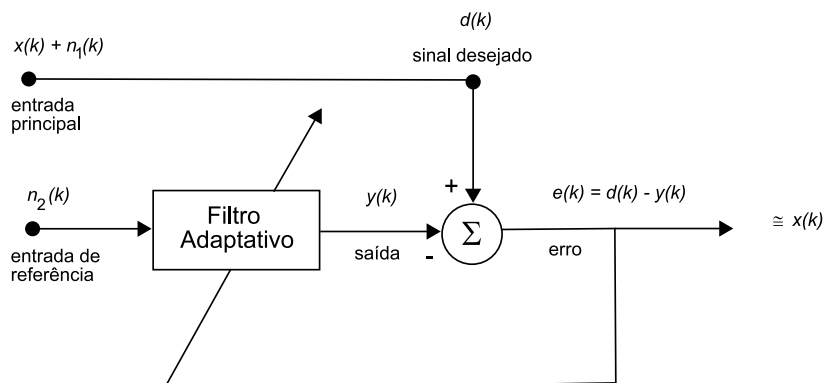 d(k)
x(k) + n1(k)
sinal desejado
entrada
principal
n2(k)
Filtro
Adaptativo
y(k)
saída
+
-
Σ
e(k) = d(k) - y(k)
erro
≅ x(k)
entrada de
referência